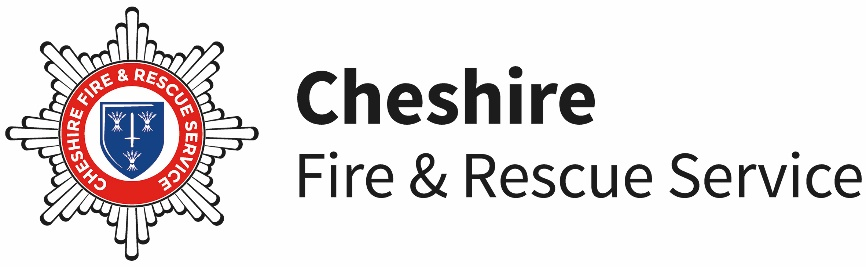 CHESHIRE FIRE & RESCUE SERVICE
Cheshire
Fire & Rescue Service